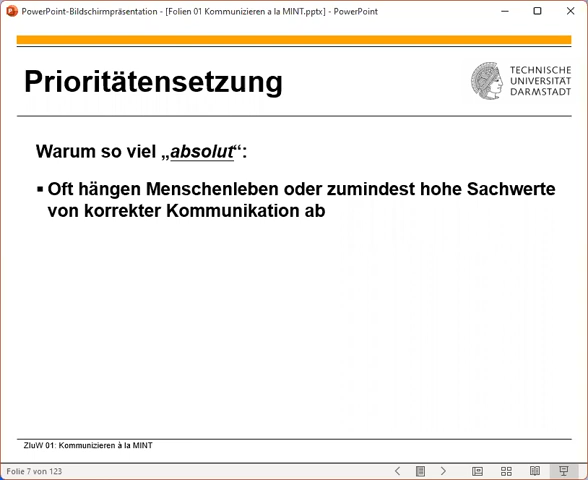 PowerPoint-Bildschirmpräsentation - [Folien 01 Kommunizieren a la MINT.pptx] - PowerPoint
Prioritätensetzung
TECHNISCHE
UNIVERSITÄT
DARMSTADT
Warum so viel „absolut“:
▪ Oft hängen Menschenleben oder zumindest hohe Sachwerte
von korrekter Kommunikation ab
ZIuW 01: Kommunizieren à la MINT
Folie 7 von 123